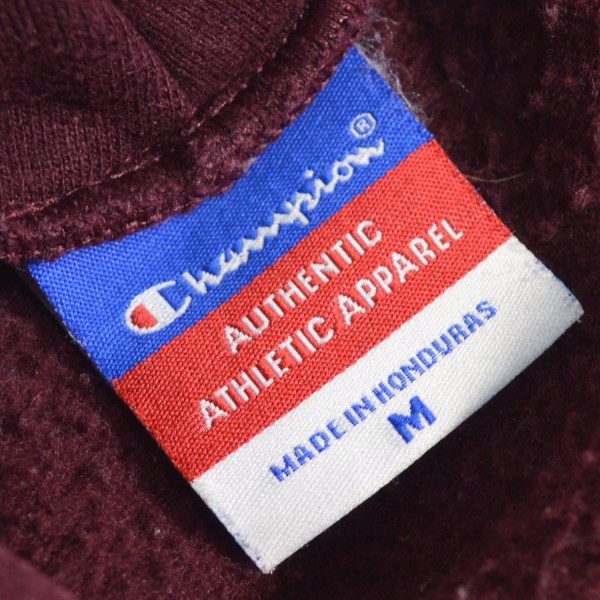 Champion®
AUTHENTIC
ATHLETIC APPAREL
MADE IN HONDURAS
M